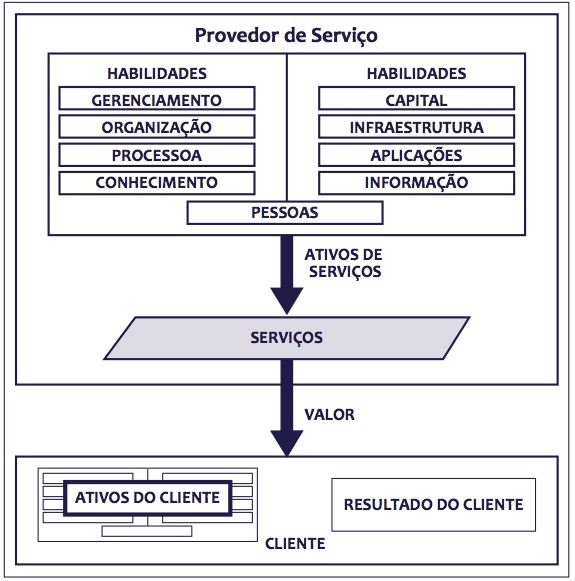 Provedor de Serviço
HABILIDADES
GERENCIAMENTO
ORGANIZAÇÃO
PROCESSOA
CONHECIMENTO
HABILIDADES
CAPITAL
INFRAESTRUTURA
APLICAÇÕES
INFORMAÇÃO
PESSOAS
ATIVOS DE
SERVIÇOS
SERVIÇOS
VALOR
ATIVOS DO CLIENTE
RESULTADO DO CLIENTE
CLIENTE